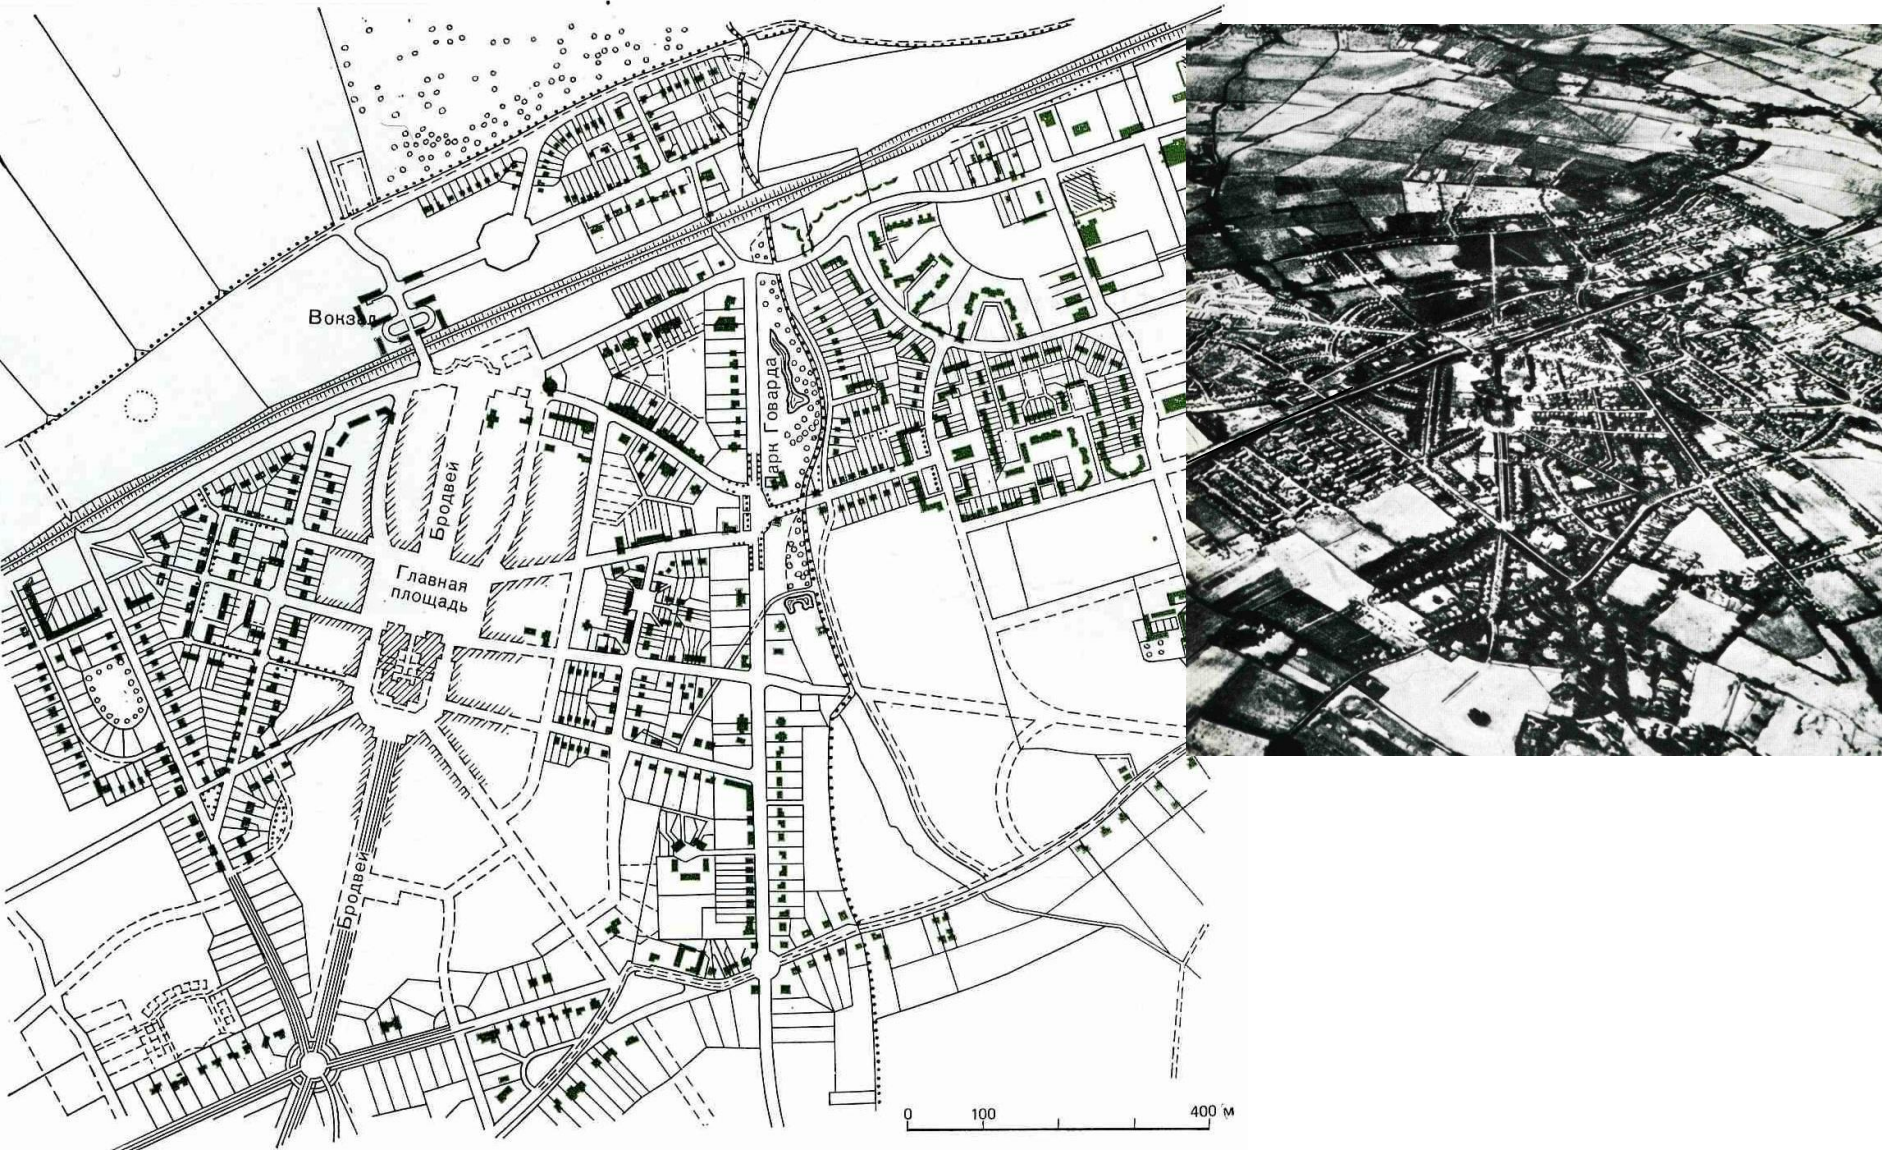 Вокзал
Парк Говарда
Бродвей
Главная
площадь
Бродвей
0 100 400 м